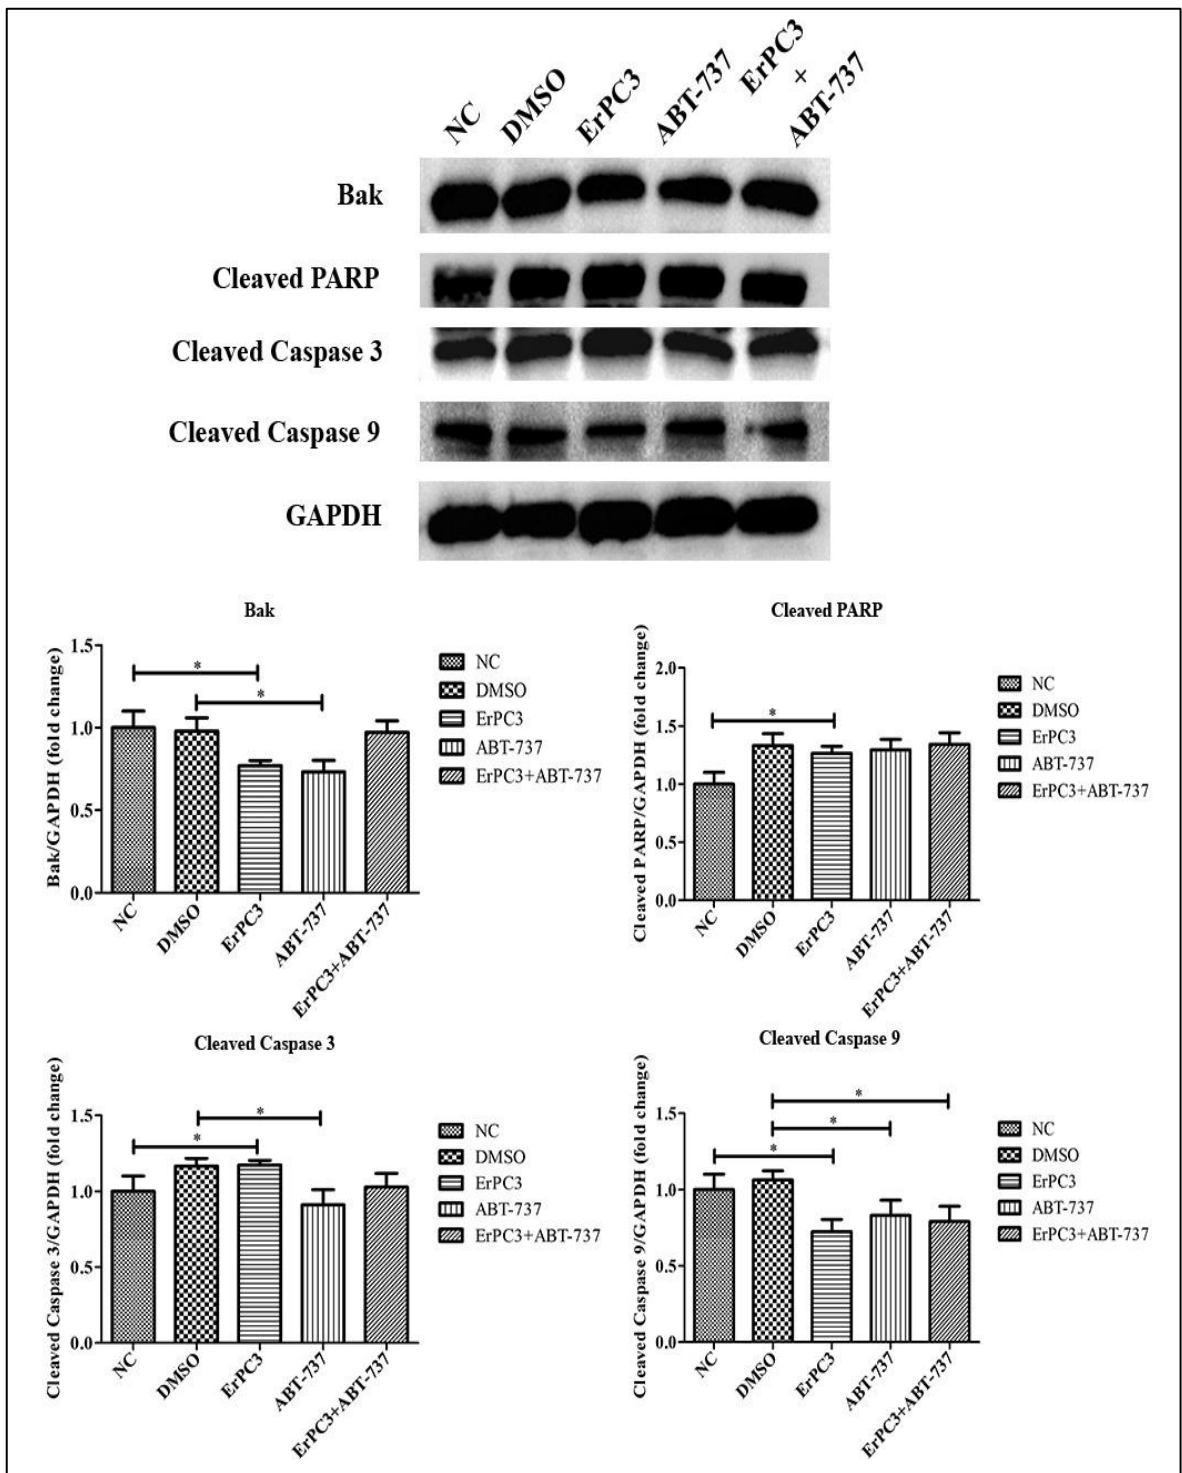 NC
DMSO
ErPC3
ABT-737
ErPC3
+
ABT-737
Bak
Cleaved PARP
Cleaved Caspase 3
Cleaved Caspase 9
GAPDH
Bak
Bak/GAPDH (fold change)
1.5
1.0
0.5
0.0
*
*
NC
DMSO
ErPC3
ABT-737
ErPC3+ABT-737
NC
DMSO
ErPC3
ABT-737
ErPC3+ABT-737
Cleaved PARP
Cleaved PARP/GAPDH (fold change)
2.0
1.5
1.0
0.5
0.0
*
NC
DMSO
ErPC3
ABT-737
ErPC3+ABT-737
NC
DMSO
ErPC3
ABT-737
ErPC3+ABT-737
Cleaved Caspase 3
Cleaved Caspase 3/GAPDH (fold change)
1.5
1.0
0.5
0.0
*
*
NC
DMSO
ErPC3
ABT-737
ErPC3+ABT-737
NC
DMSO
ErPC3
ABT-737
ErPC3+ABT-737
Cleaved Caspase 9
Cleaved Caspase 9/GAPDH (fold change)
1.5
1.0
0.5
0.0
*
*
*
NC
DMSO
ErPC3
ABT-737
ErPC3+ABT-737
NC
DMSO
ErPC3
ABT-737
ErPC3+ABT-737